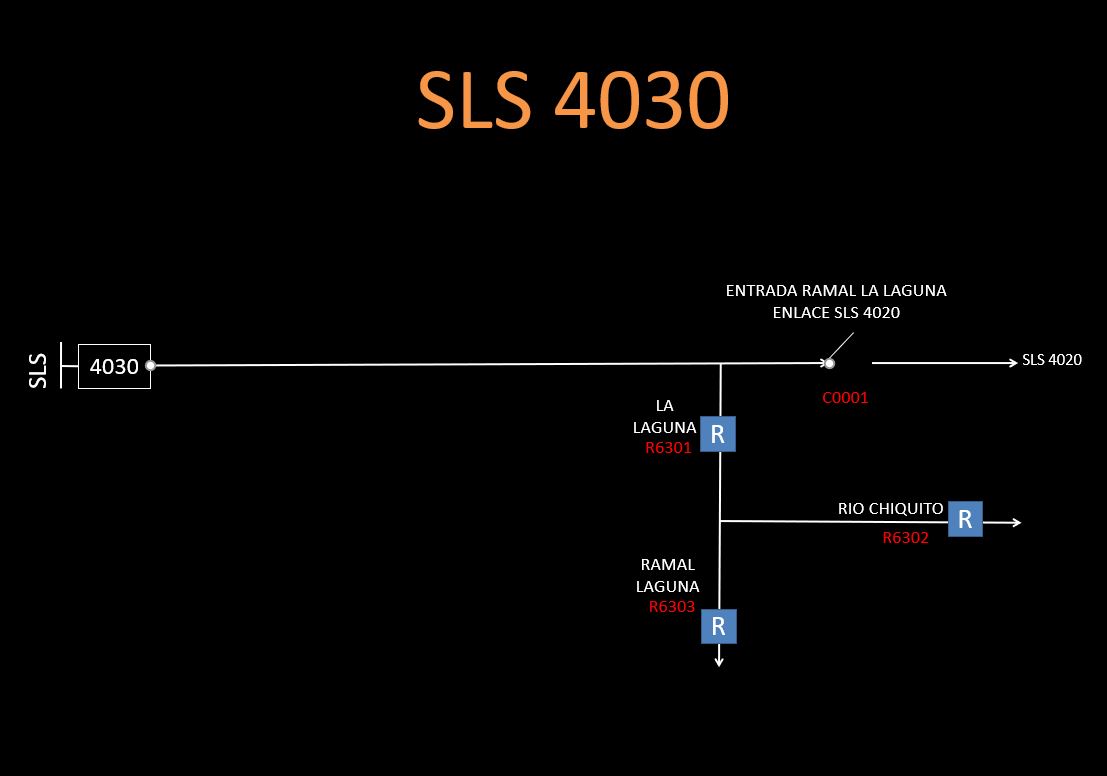 SLS 4030
ENTRADA RAMAL LA LAGUNA
ENLACE SLS 4020
SLS
4030
SLS 4020
C0001
LA
LAGUNA
R6301
R
RIO CHIQUITO
R6302
R
RAMAL
LAGUNA
R6303
R